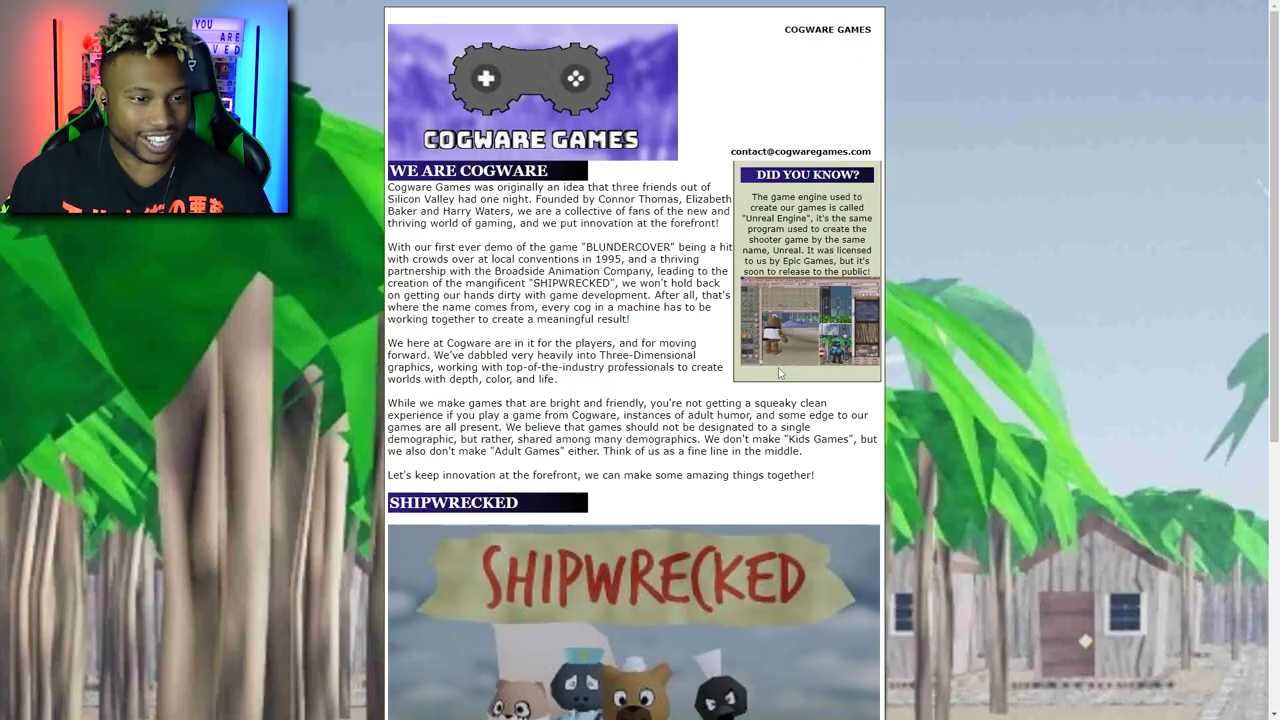 YOU
ARE
COGWARE GAMES
COGWARE GAMES
contact@cogwaregames.com
WE ARE COGWARE
Cogware Games was originally an idea that three friends out of
Silicon Valley had one night. Founded by Connor Thomas, Elizabeth
Baker and Harry Waters, we are a collective of fans of the new and
thriving world of gaming, and we put innovation at the forefront!
With our first ever demo of the game "BLUNDERCOVER" being a hit
with crowds over at local conventions in 1995, and a thriving
partnership with the Broadside Animation Company, leading to the
creation of the mangificent "SHIPWRECKED", we won't hold back
on getting our hands dirty with game development. After all, that's
where the name comes from, every cog in a machine has to be
working together to create a meaningful result!
We here at Cogware are in it for the players, and for moving
forward. We've dabbled very heavily into Three-Dimensional
graphics, working with top-of-the-industry professionals to create
worlds with depth, color, and life.
DID YOU KNOW?
The game engine used to
create our games is called
"Unreal Engine", it's the same
program used to create the
shooter game by the same
name, Unreal. It was licensed
to us by Epic Games, but it's
soon to release to the public!
While we make games that are bright and friendly, you're not getting a squeaky clean
experience if you play a game from Cogware, instances of adult humor, and some edge to our
games are all present. We believe that games should not be designated to a single
demographic, but rather, shared among many demographics. We don't make "Kids Games", but
we also don't make "Adult Games" either. Think of us as a fine line in the middle.
Let's keep innovation at the forefront, we can make some amazing things together!
SHIPWRECKED
SHIPWRECKED